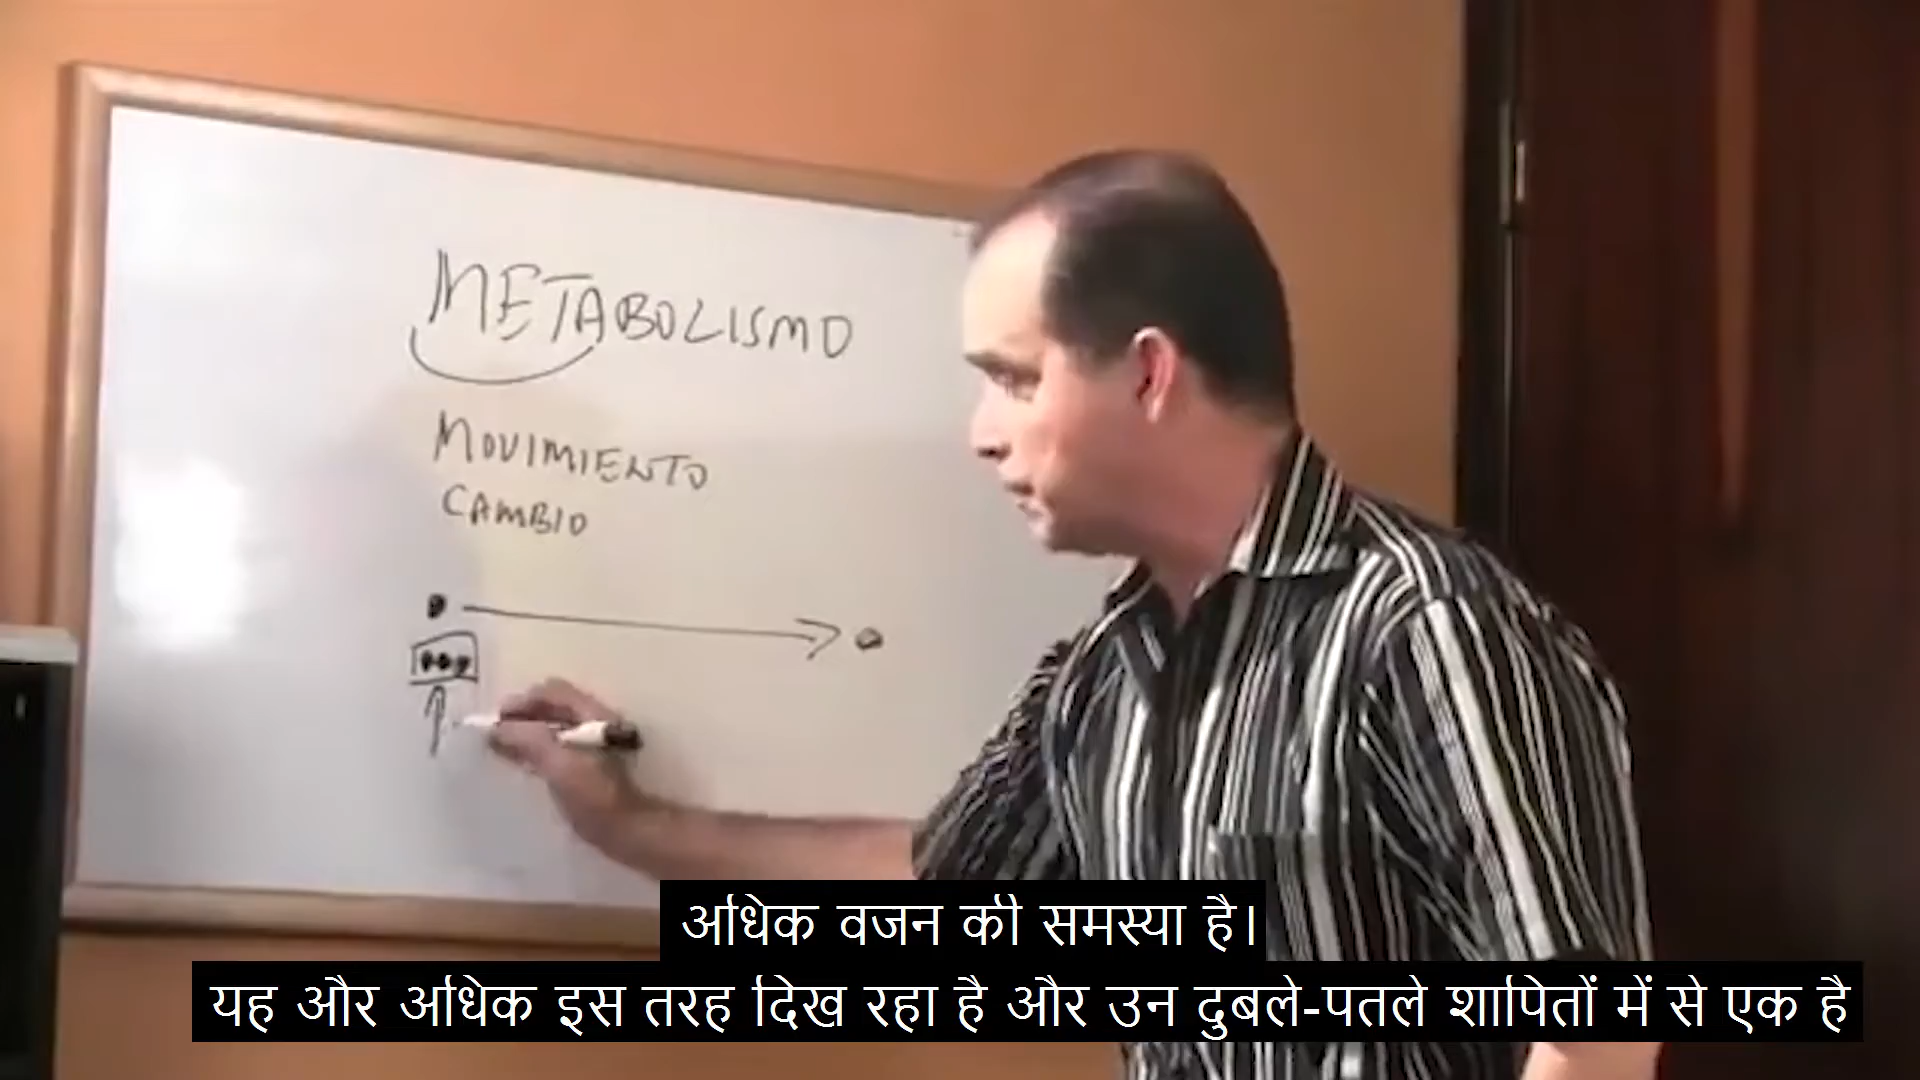 METABOLISMO
MOVIMIENTO
CAMBIO
अधिक वजन की समस्या है।
यह और अधिक इस तरह दिख रहा है और उन दुबले-पतले शापितों में से एक है